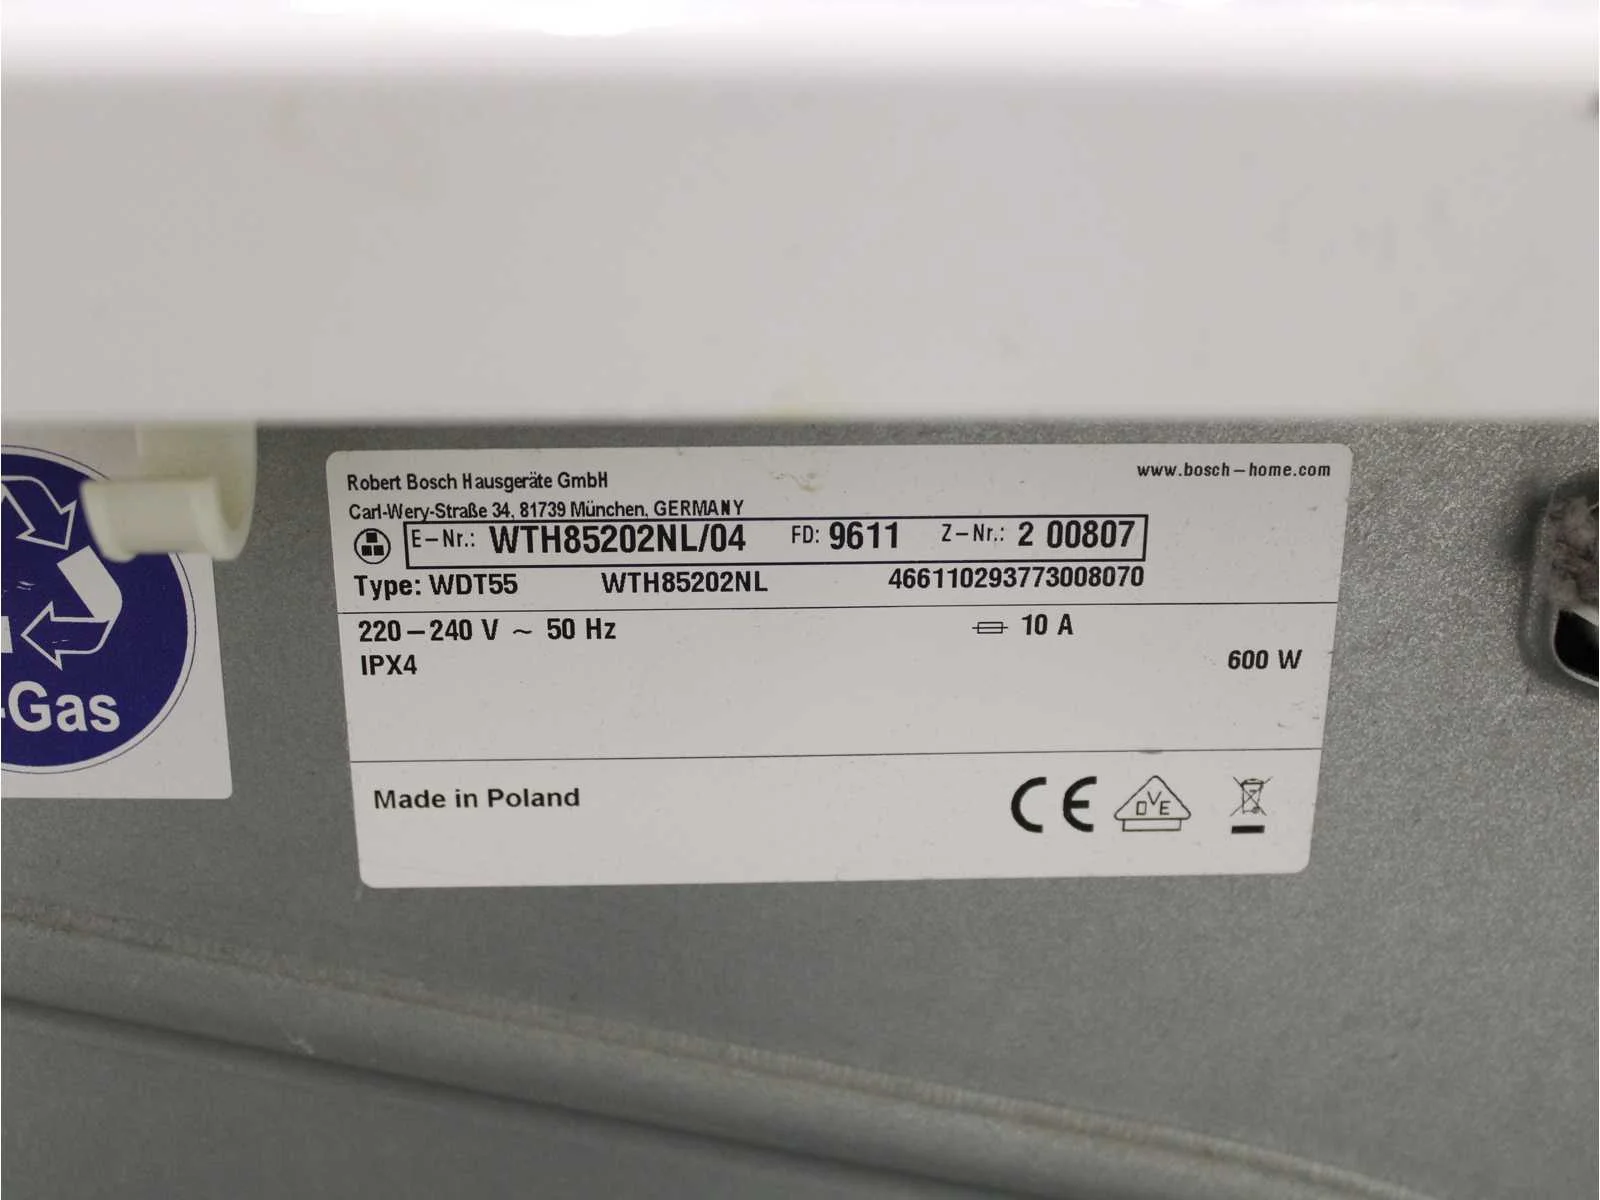 Robert Bosch Hausgeräte GmbH
www.bosch-home.com
Carl-Wery-Straße 34, 81739 München, GERMANY
E-Nr.: WTH85202NL/04 FD: 9611 Z-Nr.: 2 00807
Type: WDT55 WTH85202NL 466110293773008070
220-240 V ~ 50 Hz 10 A
IPX4 600 W
Made in Poland
CE DVE
-Gas